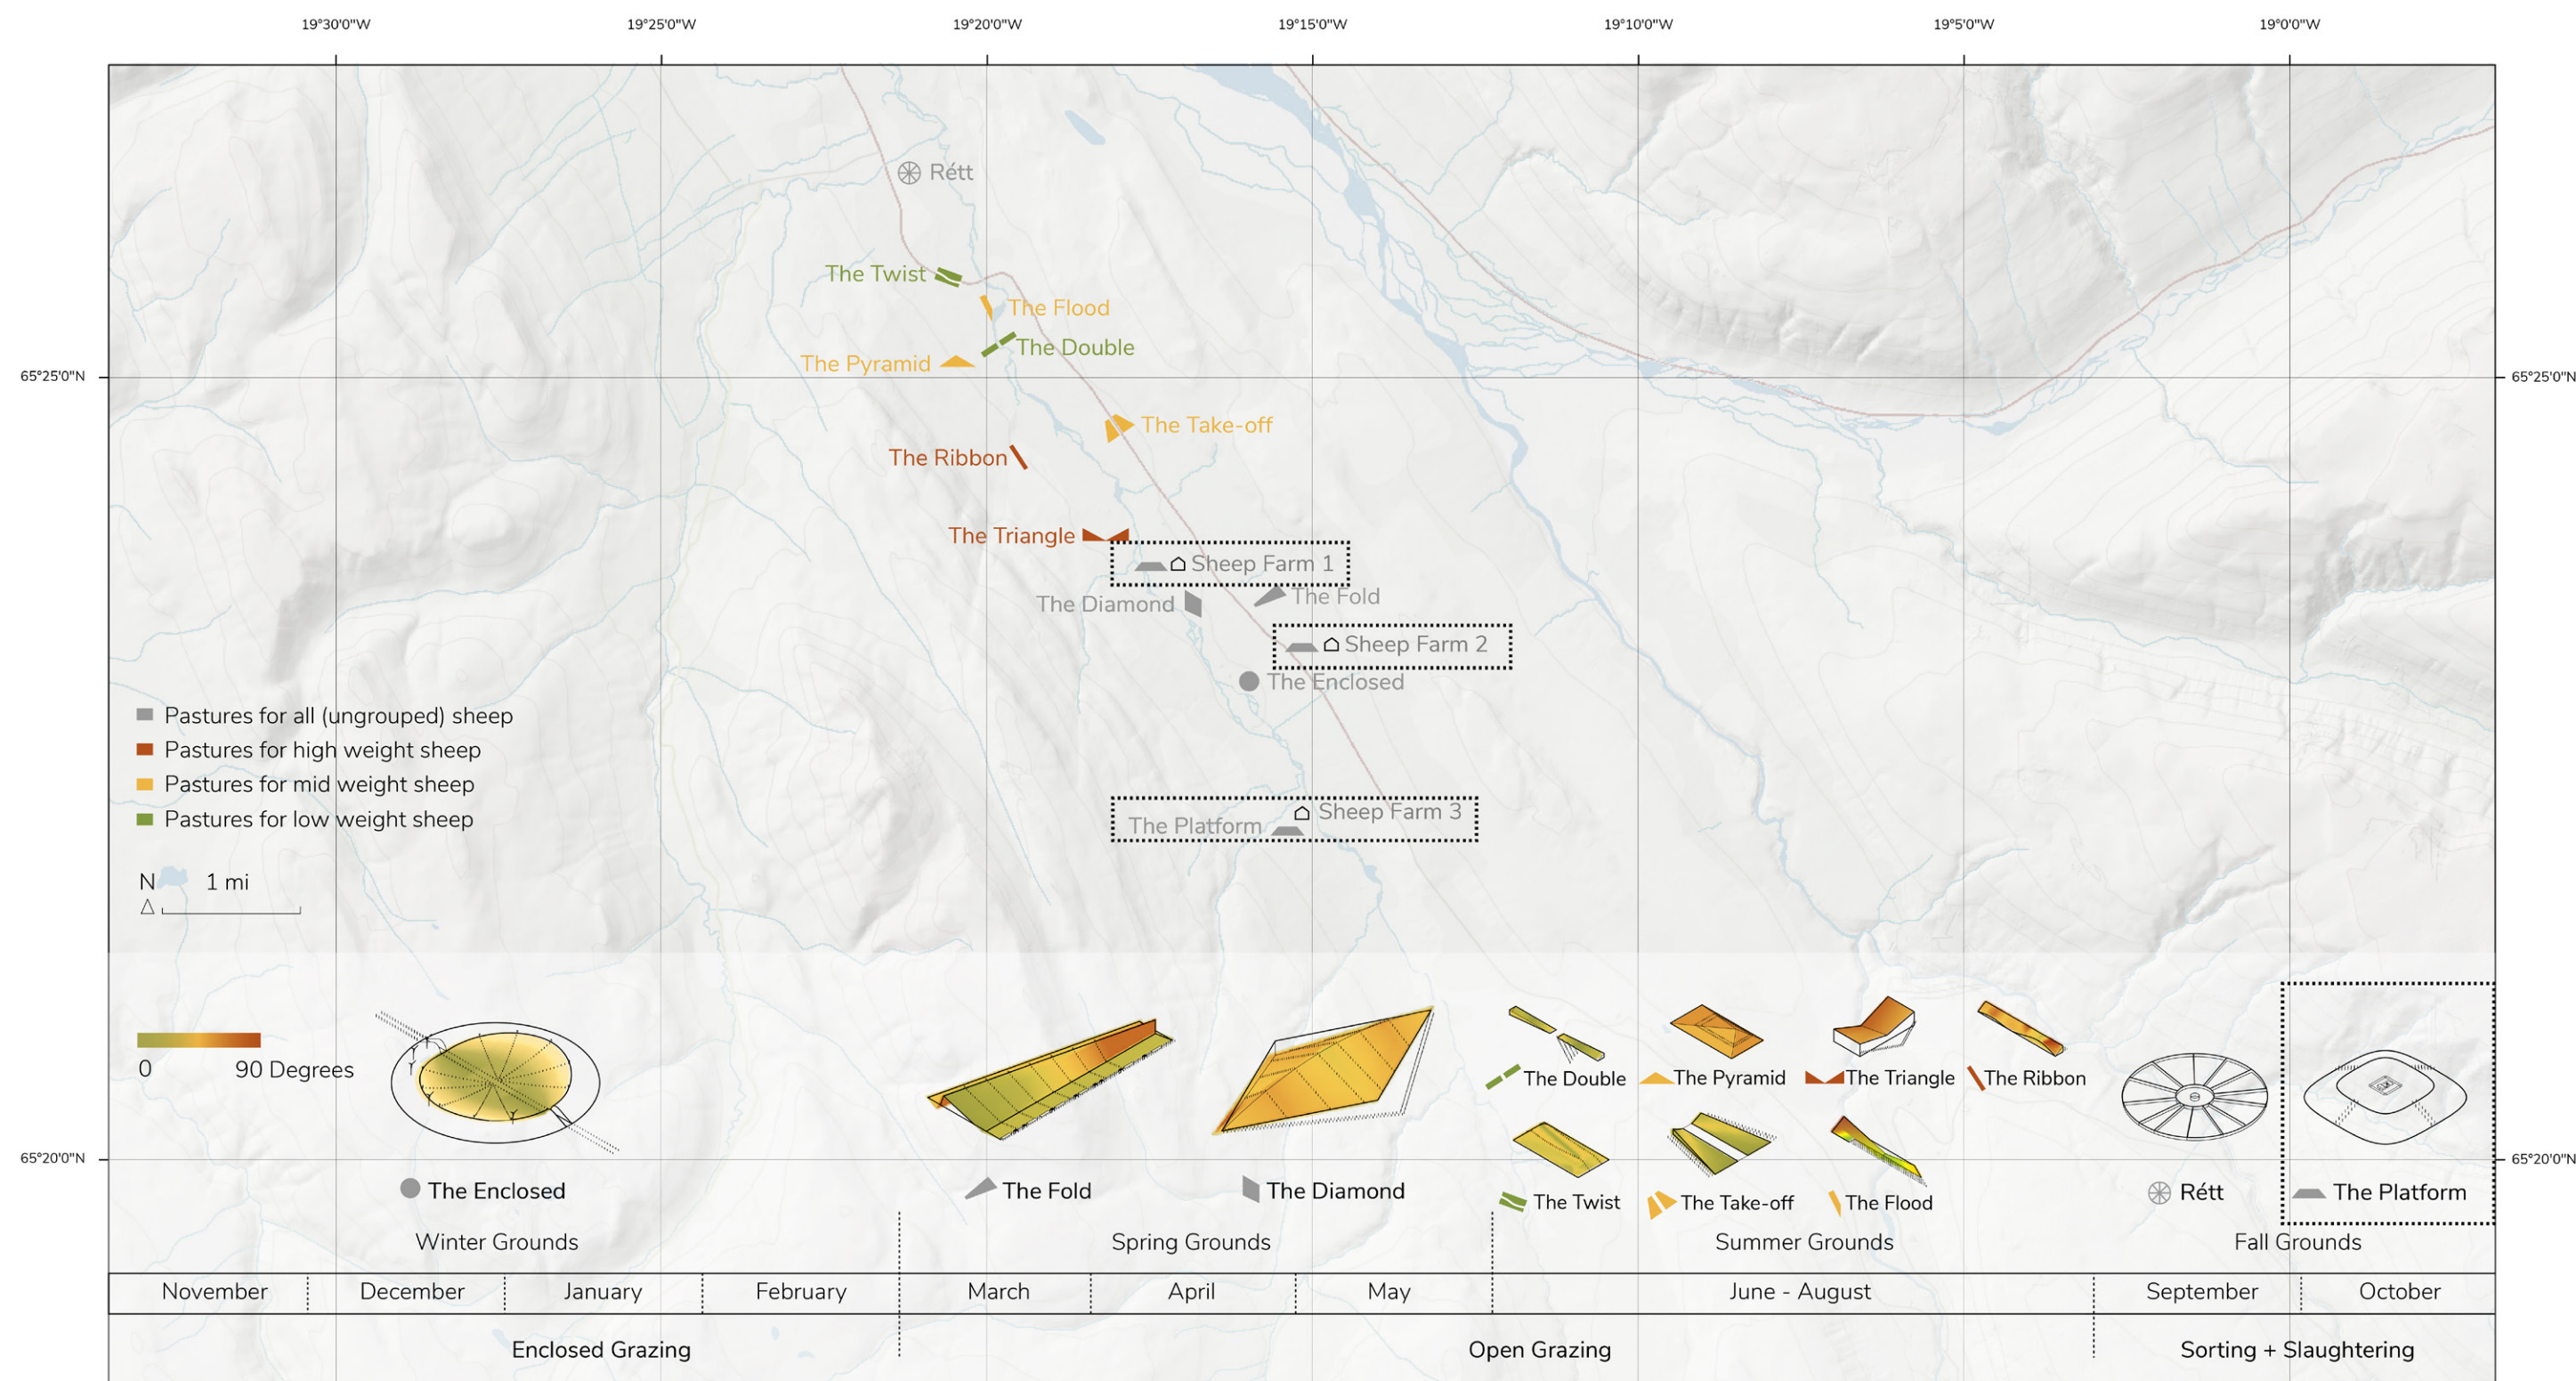 19°30'0"W 19°25'0"W 19°20'0"W 19°15'0"W 19°10'0"W 19°5'0"W 19°0'0"W
Rétt
The Twist
The Flood
The Double
The Pyramid
65°25'0"N 65°25'0"N
The Take-off
The Ribbon
The Triangle
Sheep Farm 1
The Diamond The Fold
Sheep Farm 2
The Enclosed
Pastures for all (ungrouped) sheep
Pastures for high weight sheep
Pastures for mid weight sheep
Pastures for low weight sheep
Sheep Farm 3
The Platform
N 1 mi
0 90 Degrees
The Double The Pyramid The Triangle The Ribbon
65°20'0"N 65°20'0"N
The Enclosed The Fold The Diamond The Twist The Take-off The Flood Rétt The Platform
Winter Grounds Spring Grounds Summer Grounds Fall Grounds
November December January February March April May June - August September October
Enclosed Grazing Open Grazing Sorting + Slaughtering